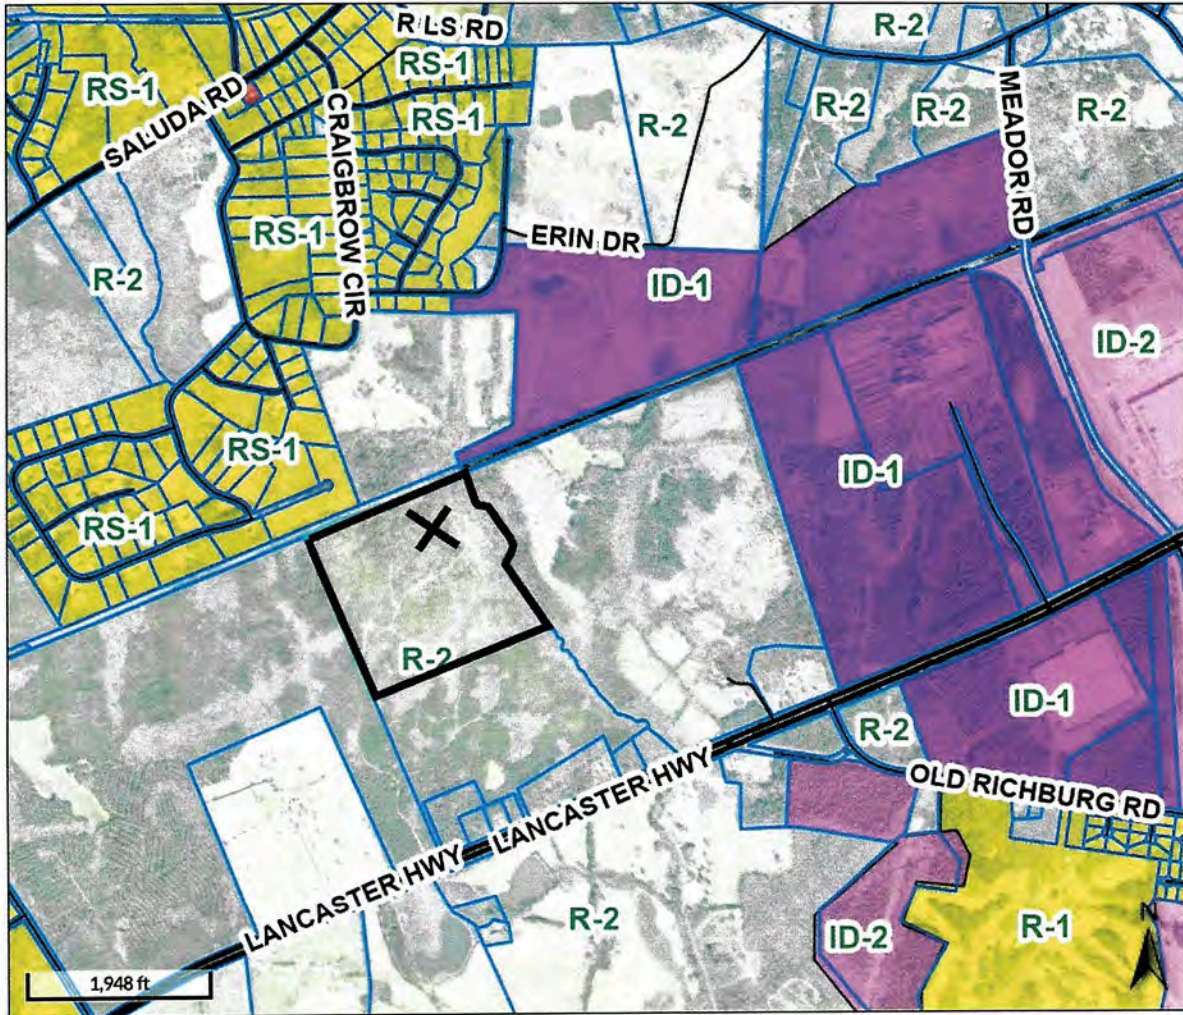 R LS RD
R-2
RS-1
RS-1
SALUDA RD
CRAIGBROW CIR
RS-1
R-2
R-2
R-2
R-2
MEADOR RD
RS-1
ERIN DR
R-2
ID-1
ID-2
RS-1
ID-1
RS-1
R-2
ID-1
R-2
OLD RICHBURG RD
LANCASTER HWY
LANCASTER HWY
R-2
ID-2
R-1
N
1,948 ft